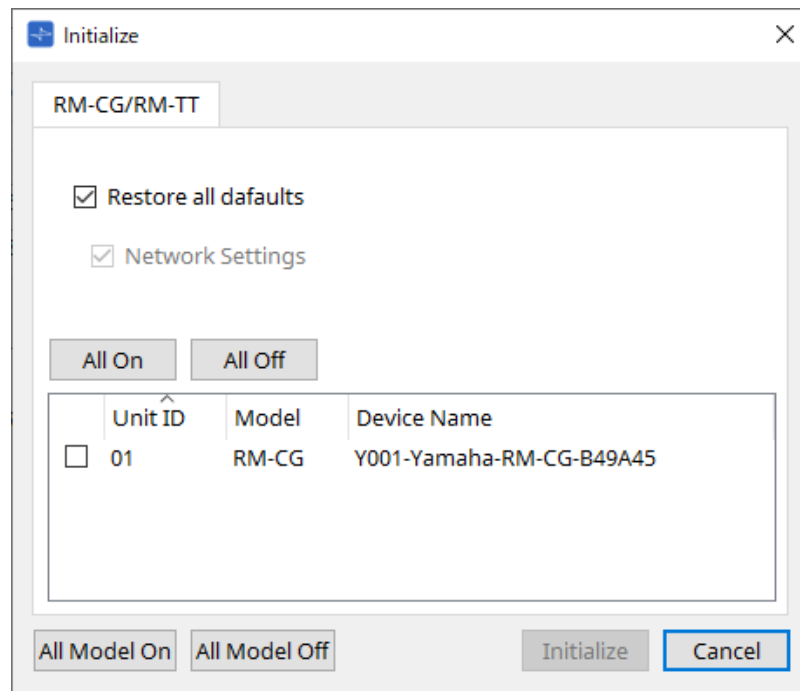 Initialize
RM-CG/RM-TT
Restore all dafaults
Network Settings
All On All Off
Unit ID Model Device Name
01 RM-CG Y001-Yamaha-RM-CG-B49A45
All Model On All Model Off Initialize Cancel